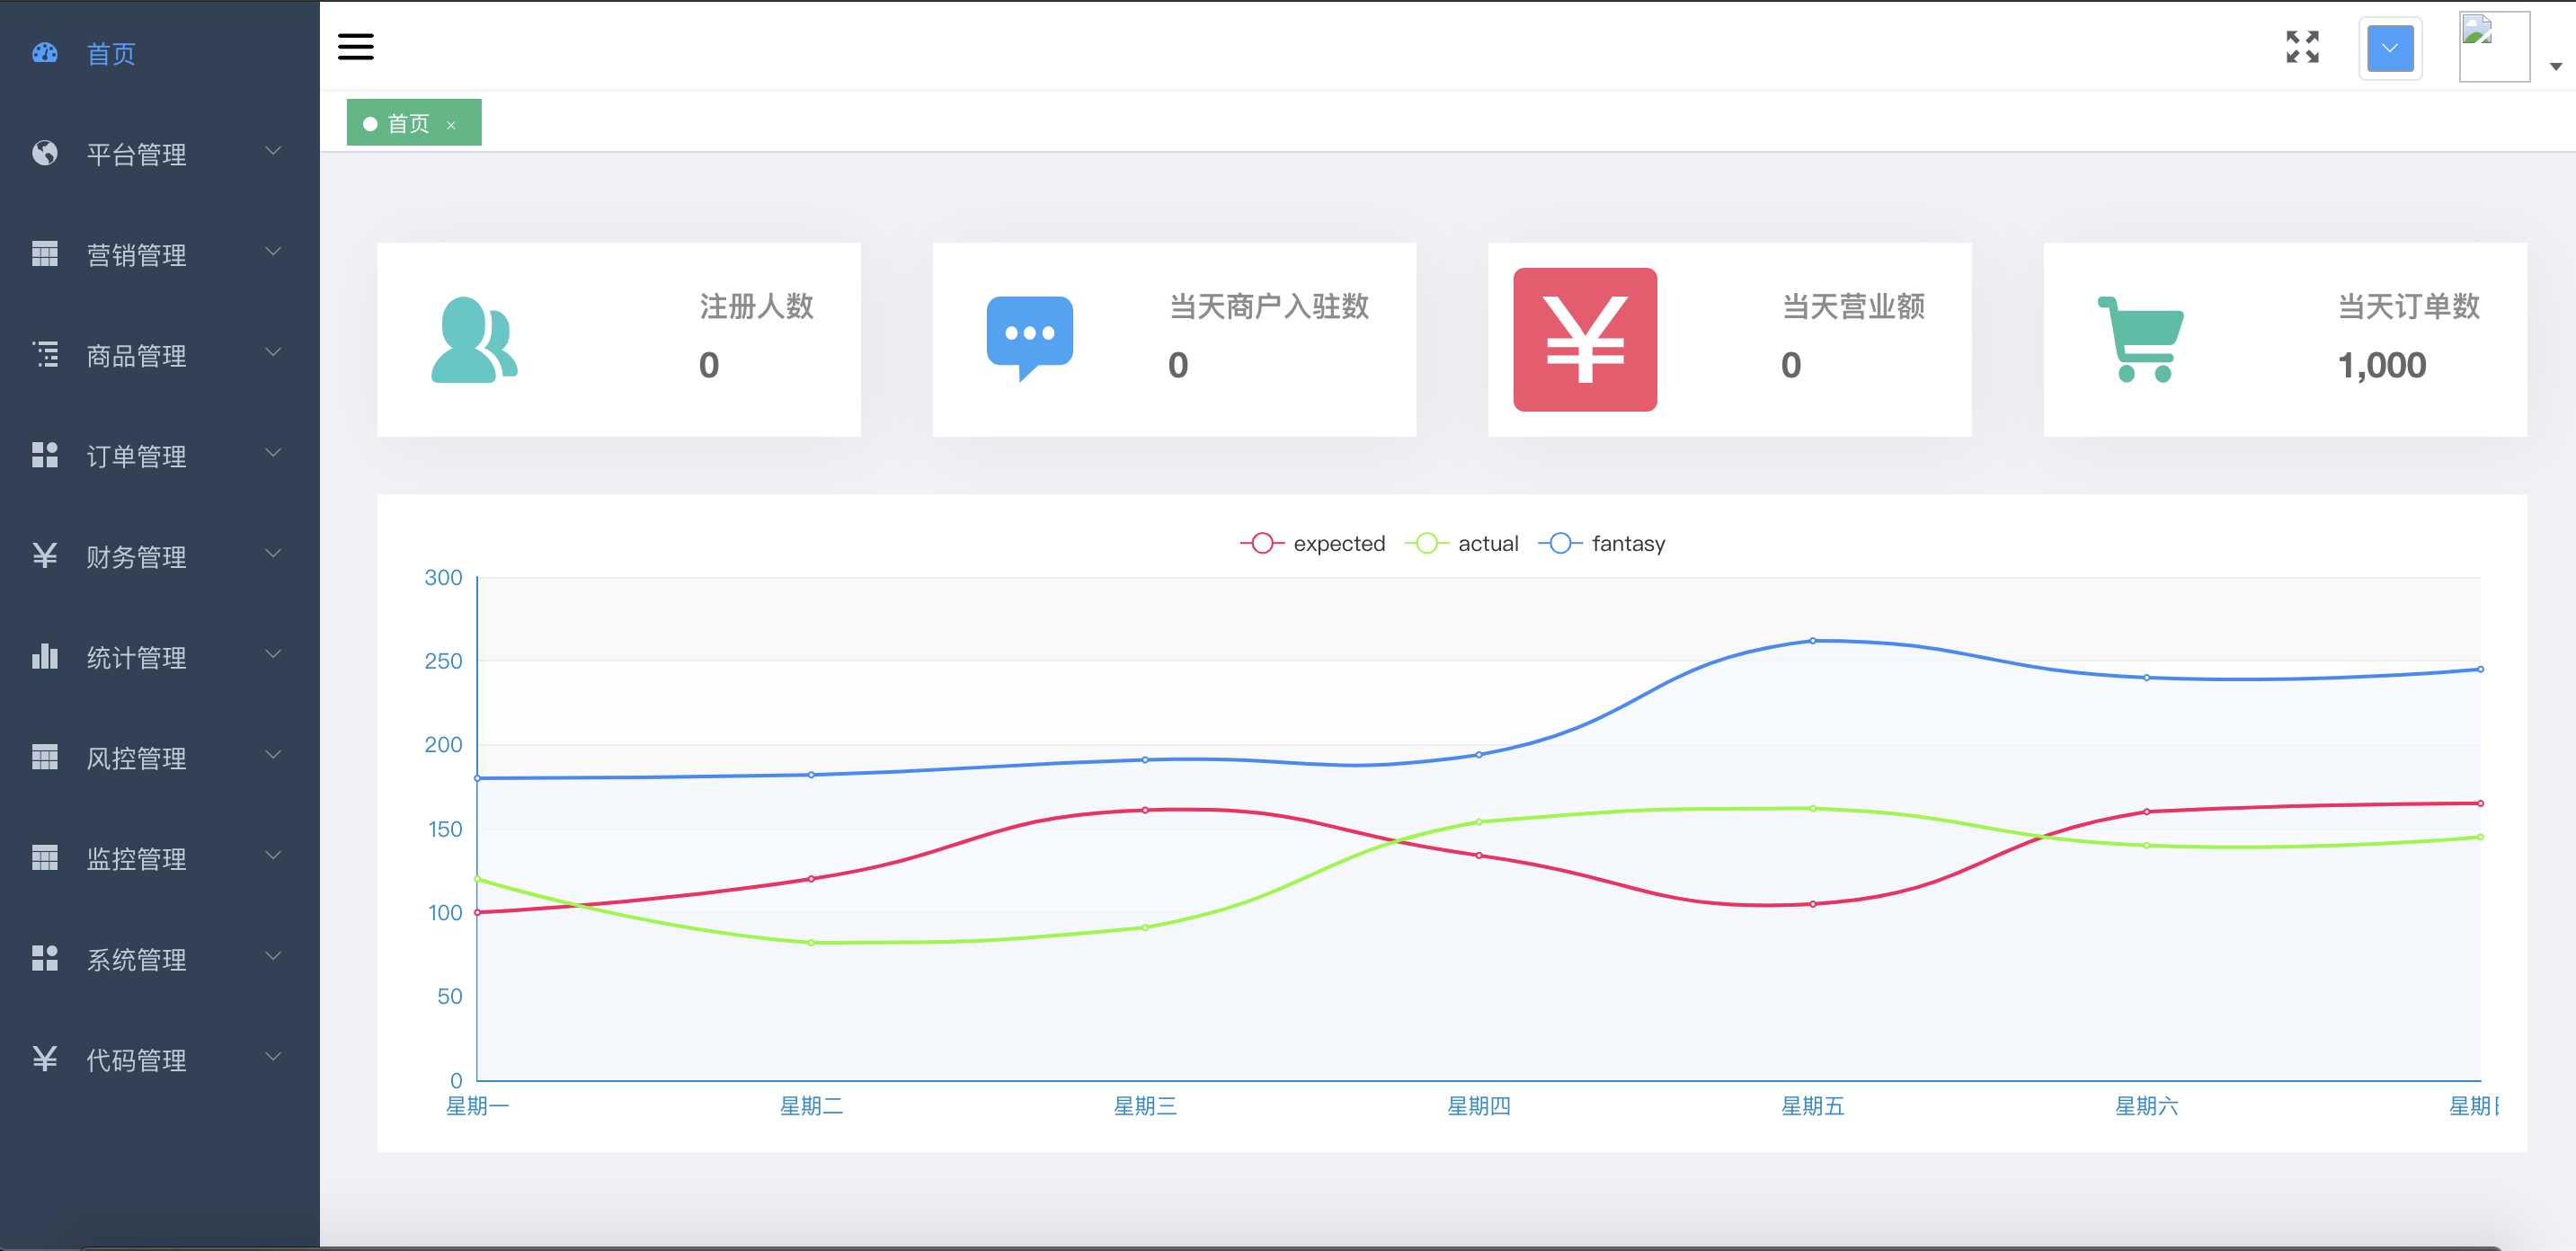 首页
平台管理
营销管理
商品管理
订单管理
¥ 财务管理
统计管理
风控管理
监控管理
系统管理
¥ 代码管理
首页 ×
注册人数
0
当天商户入驻数
0
¥
当天营业额
0
当天订单数
1,000
expected actual fantasy
300
250
200
150
100
50
0
星期一 星期二 星期三 星期四 星期五 星期六 星期